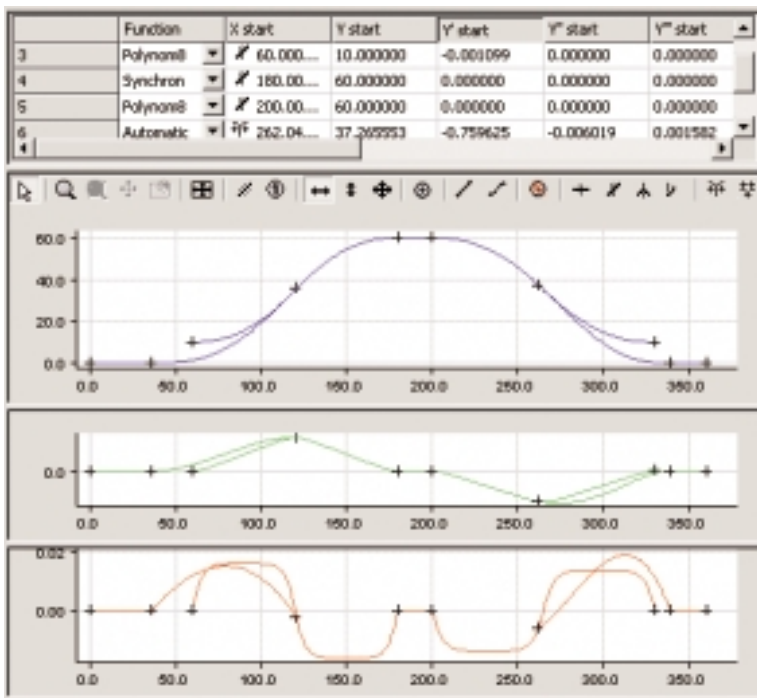 Function X start Y start Y' start Y'' start Y''' start
3 Polynom8 60.000.... 10.000000 -0.001099 0.000000 0.000000
4 Synchron 180.00... 60.000000 0.000000 0.000000 0.000000
5 Polynom8 200.00... 60.000000 0.000000 0.000000 0.000000
6 Automatic 262.04... 37.265553 -0.759625 -0.006019 0.001582
60.0
40.0
20.0
0.0
0.0 50.0 100.0 150.0 200.0 250.0 300.0 350.0
0.0
0.0 50.0 100.0 150.0 200.0 250.0 300.0 350.0
0.02
0.00
0.0 50.0 100.0 150.0 200.0 250.0 300.0 350.0